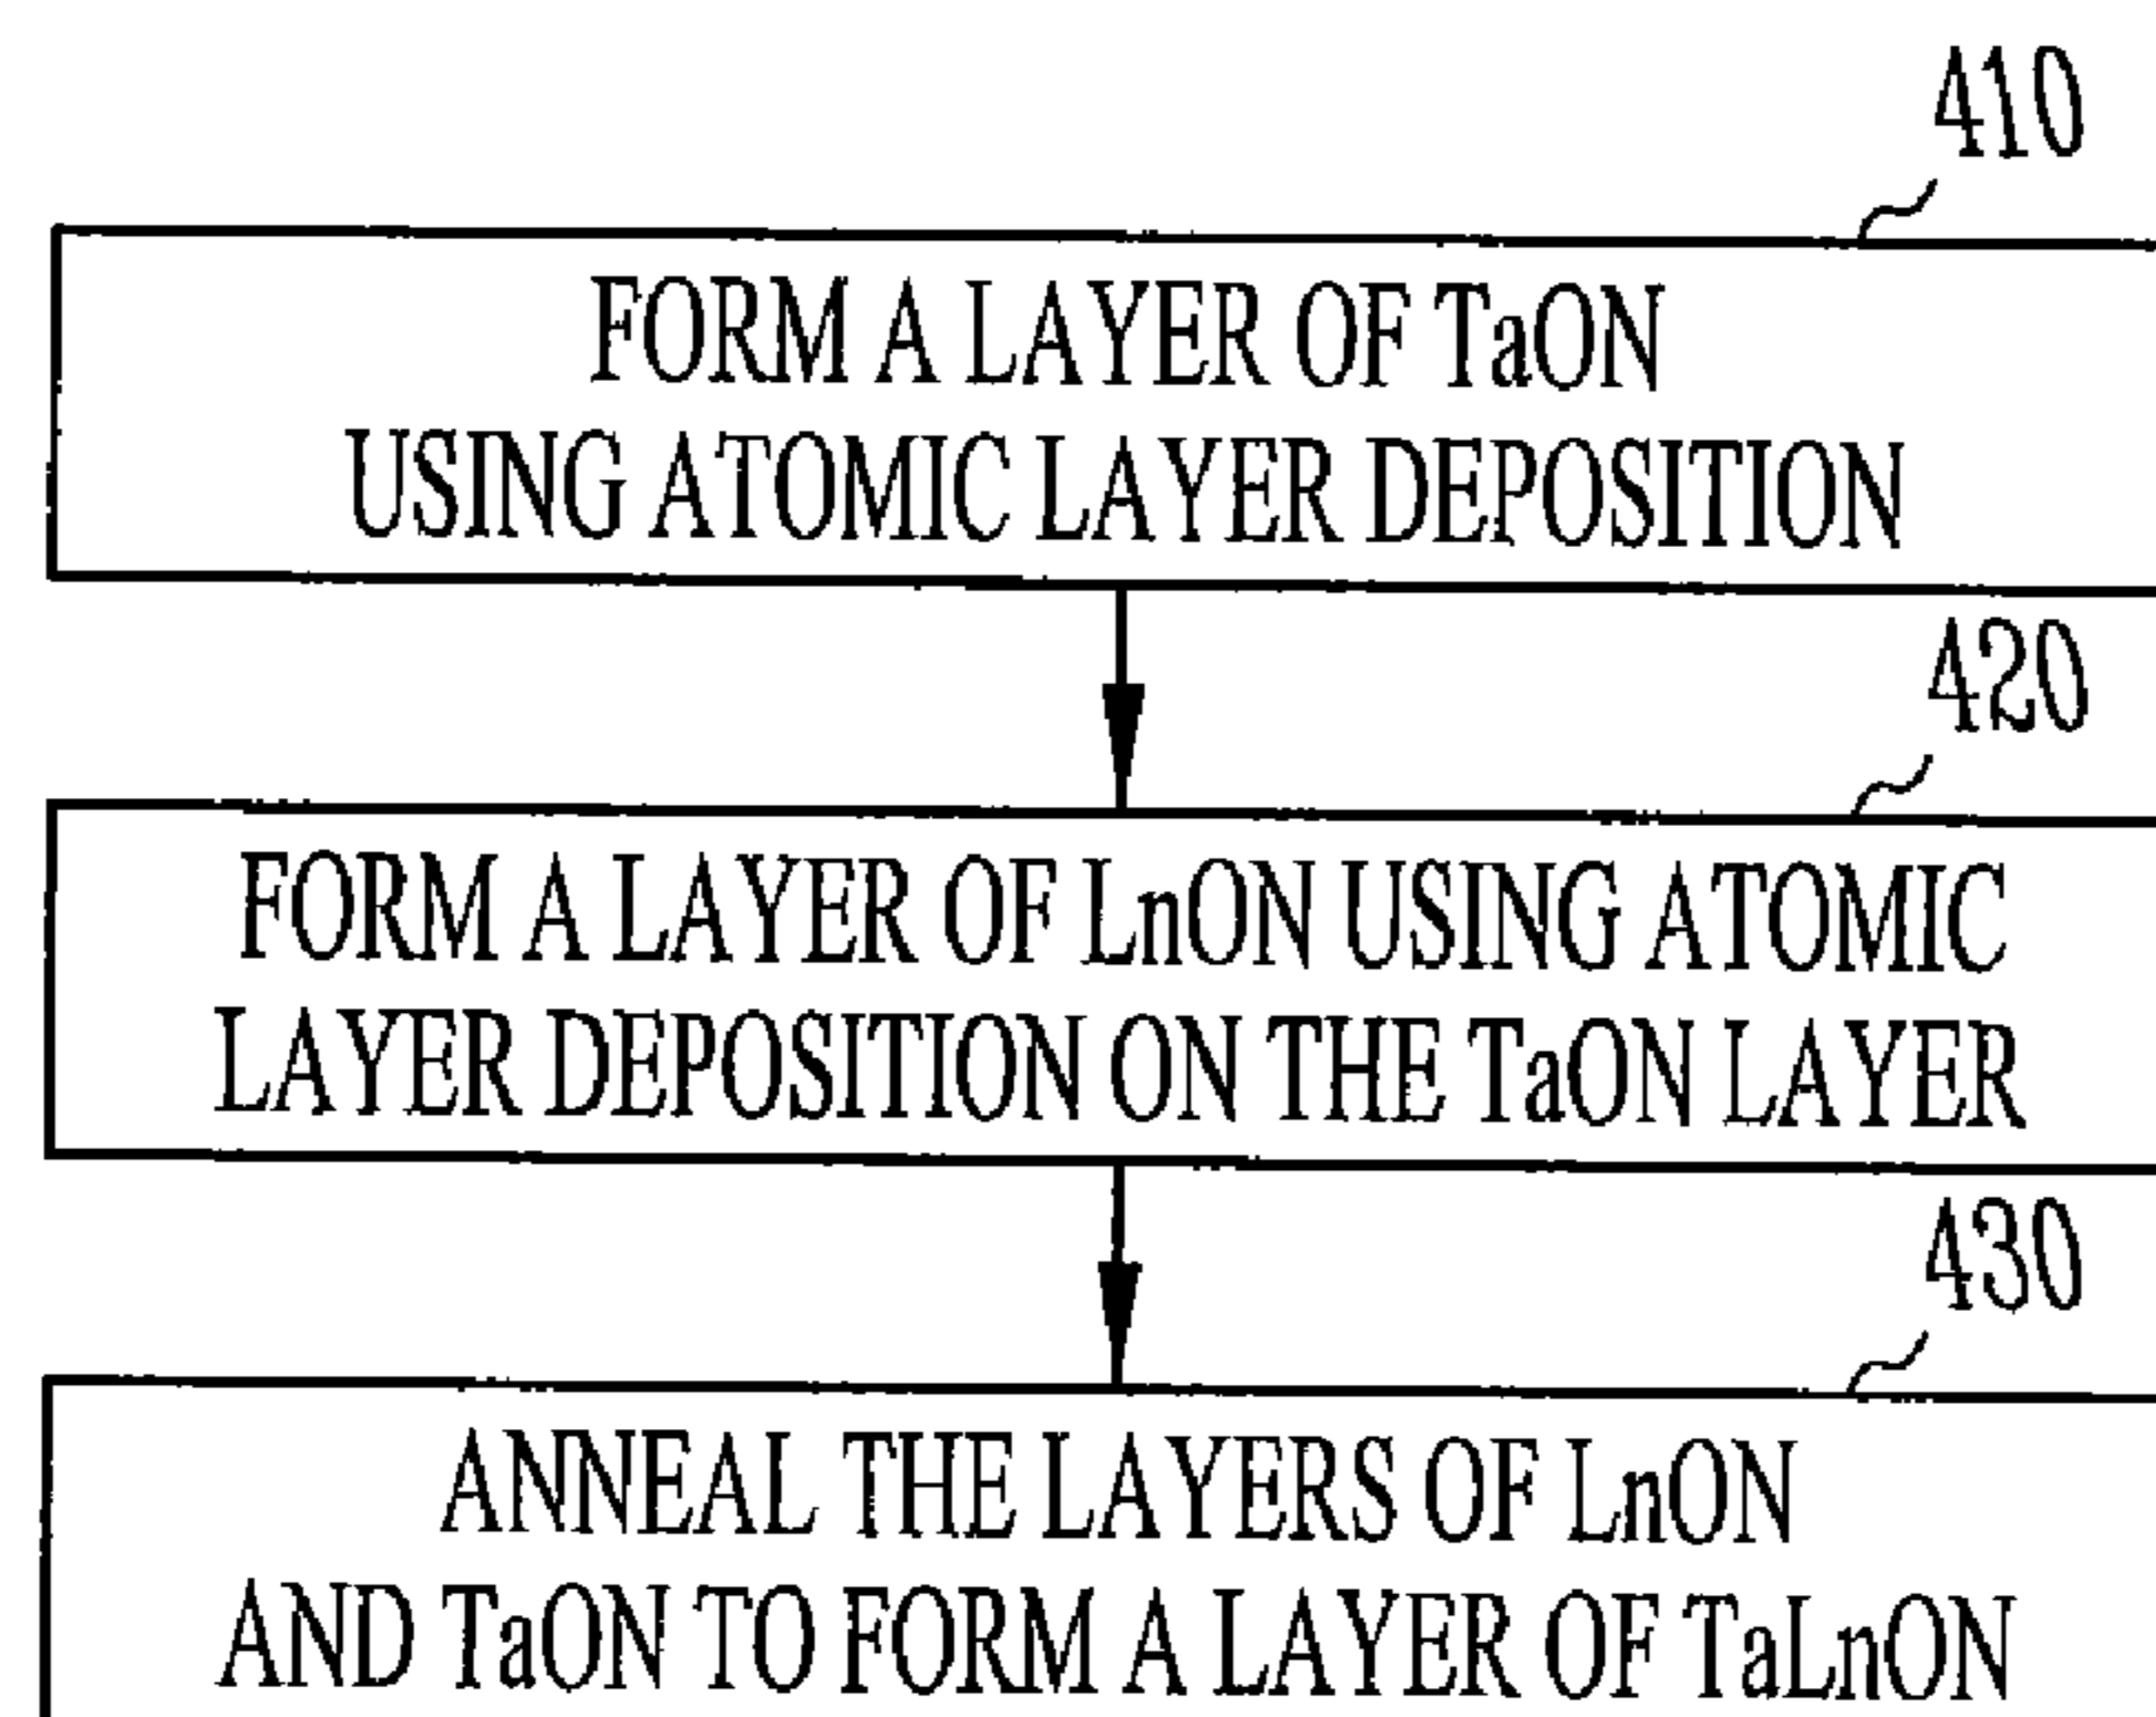 410
FORM A LAYER OF TaON
USING ATOMIC LAYER DEPOSITION
420
FORM A LAYER OF LnON USING ATOMIC
LAYER DEPOSITION ON THE TaON LAYER
430
ANNEAL THE LAYERS OF LnON
AND TaON TO FORM A LAYER OF TaLnON